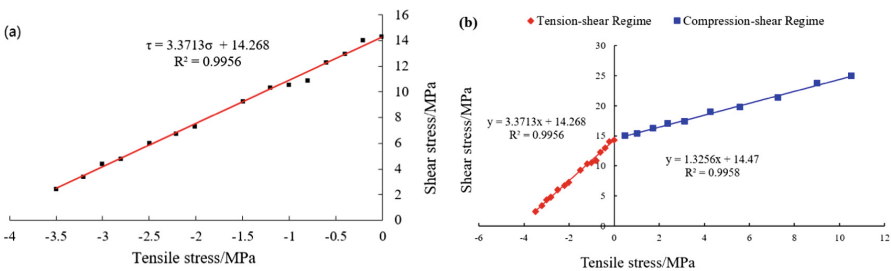 (a)
τ = 3.3713σ + 14.268
R² = 0.9956
16
14
12
10
8
6
4
2
0
Shear stress/MPa
-4 -3.5 -3 -2.5 -2 -1.5 -1 -0.5 0
Tensile stress/MPa
(b)
Tension-shear Regime Compression-shear Regime
30
25
20
15
10
5
0
Shear stress/MPa
y = 3.3713x + 14.268
R² = 0.9956
y = 1.3256x + 14.47
R² = 0.9958
-6 -4 -2 0 2 4 6 8 10 12
Tensile stress/MPa